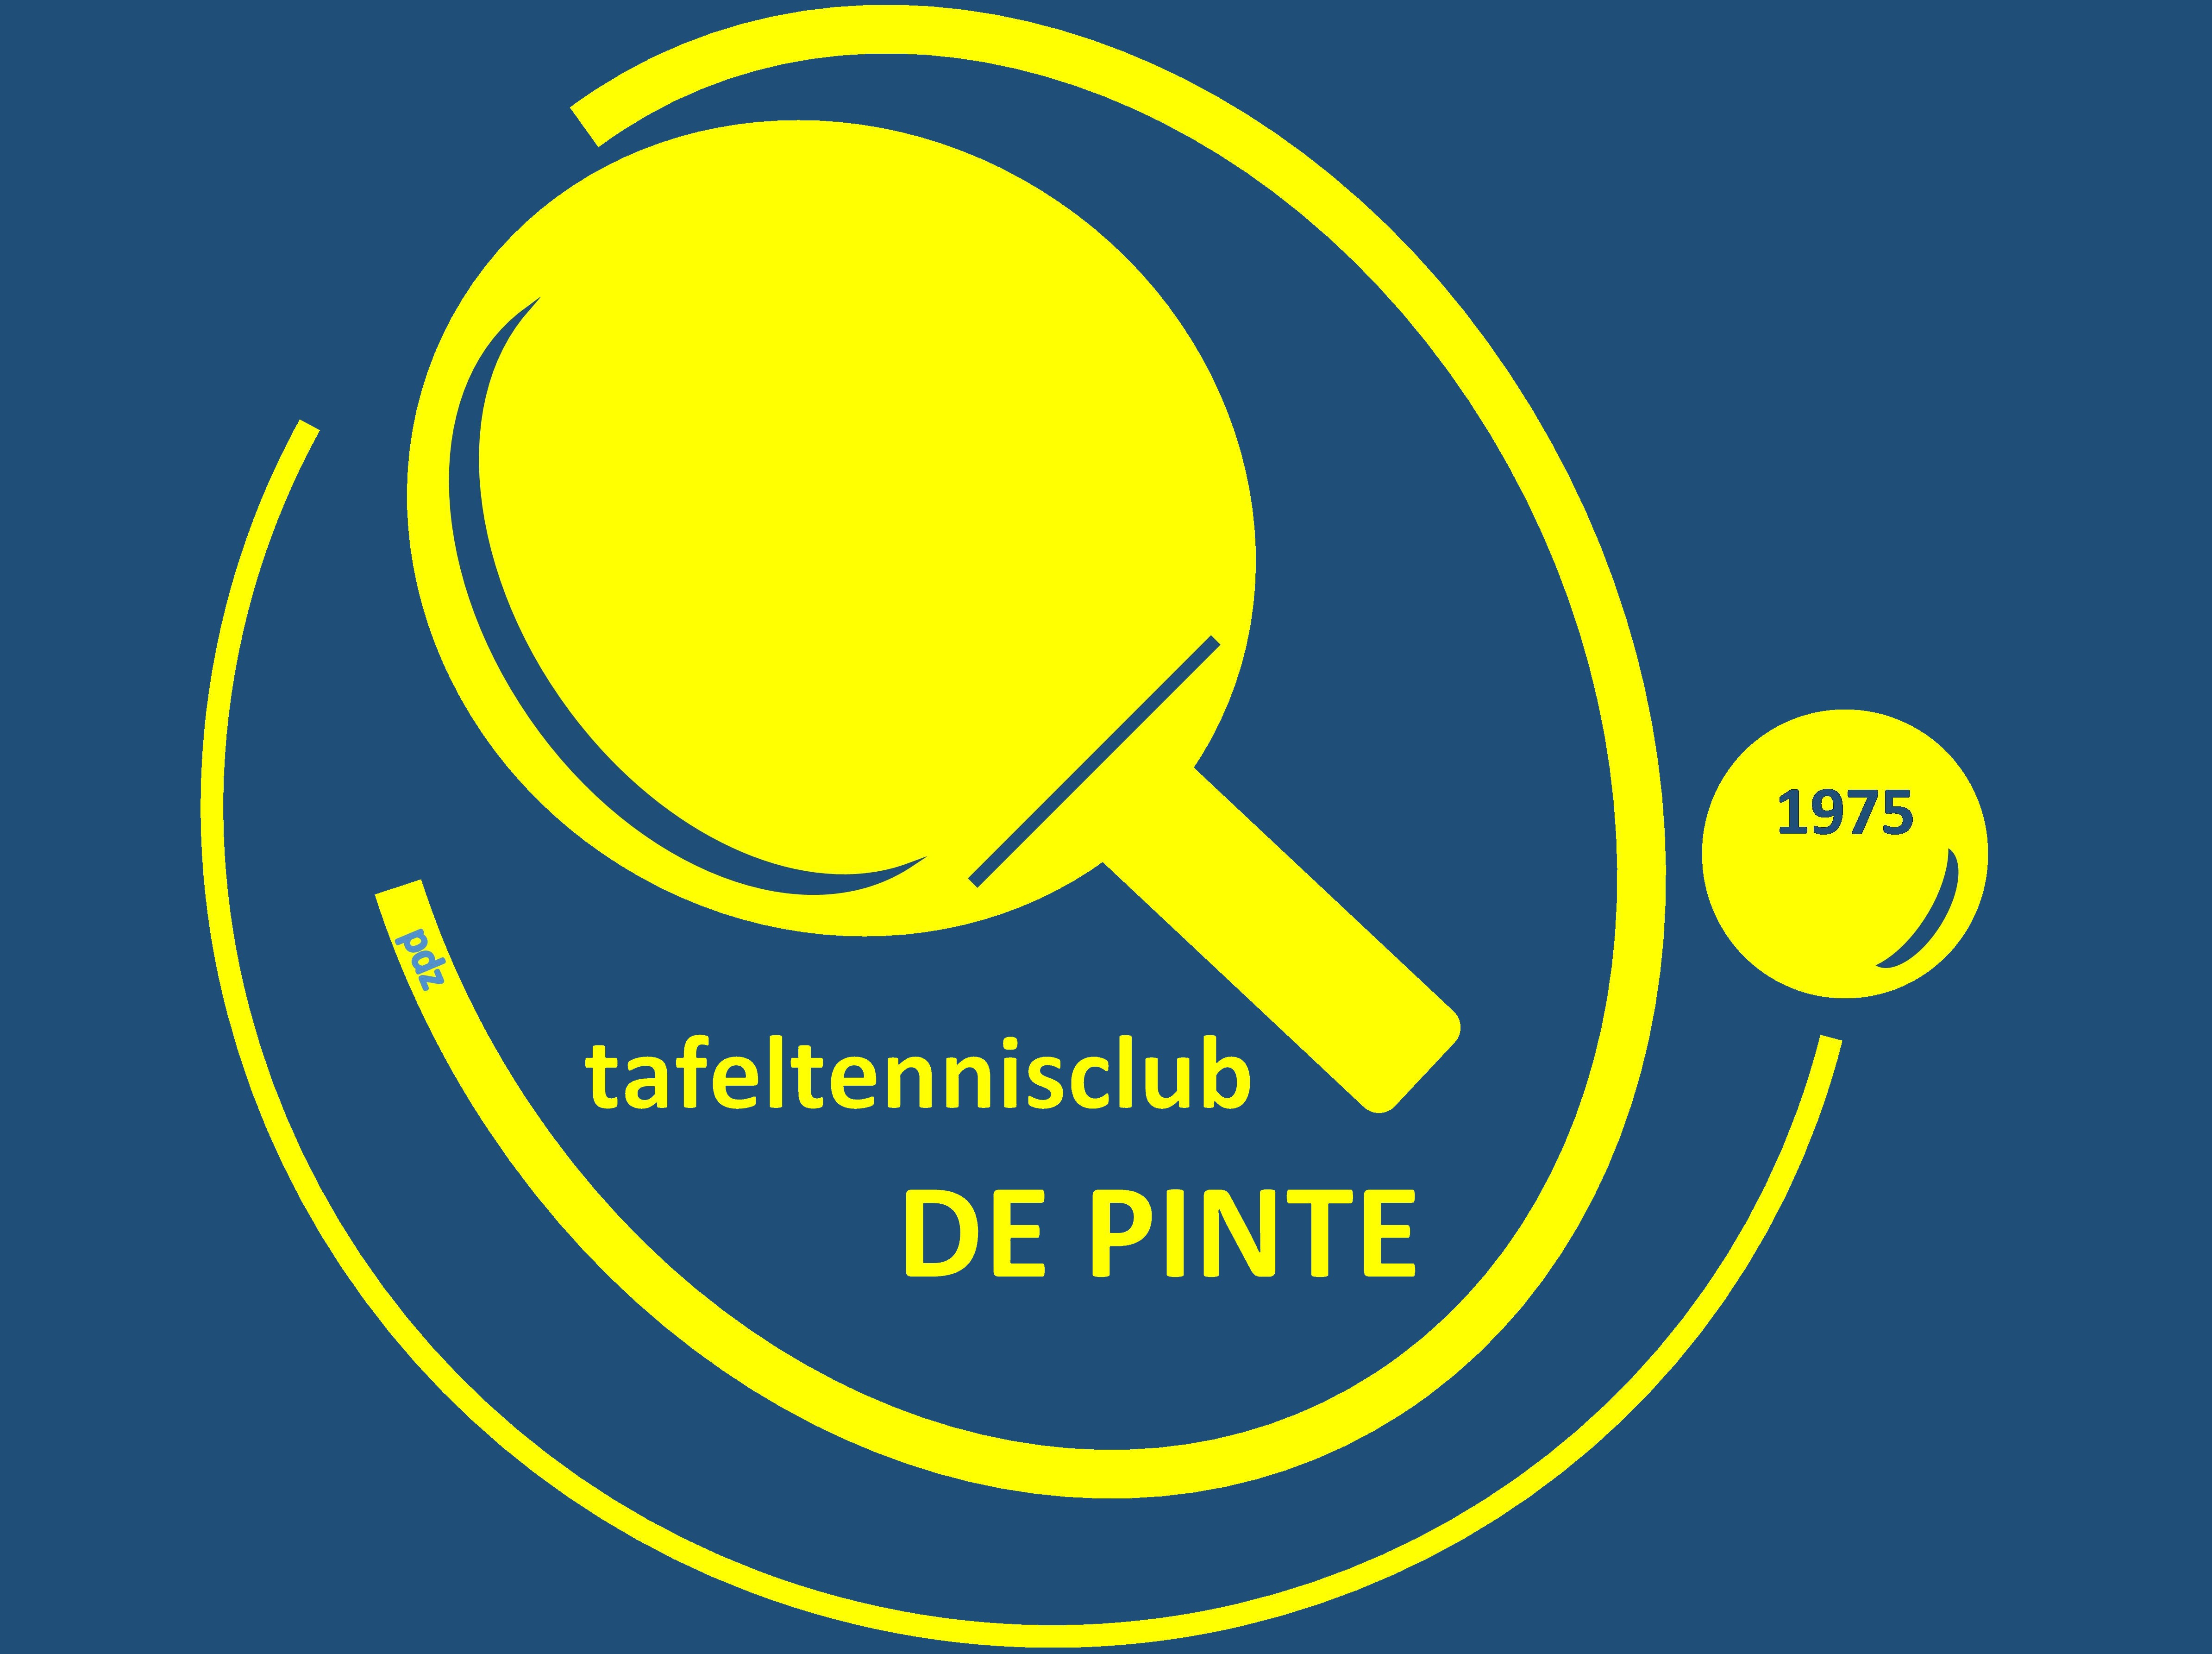 1975
pdz
tafeltennisclub
DE PINTE